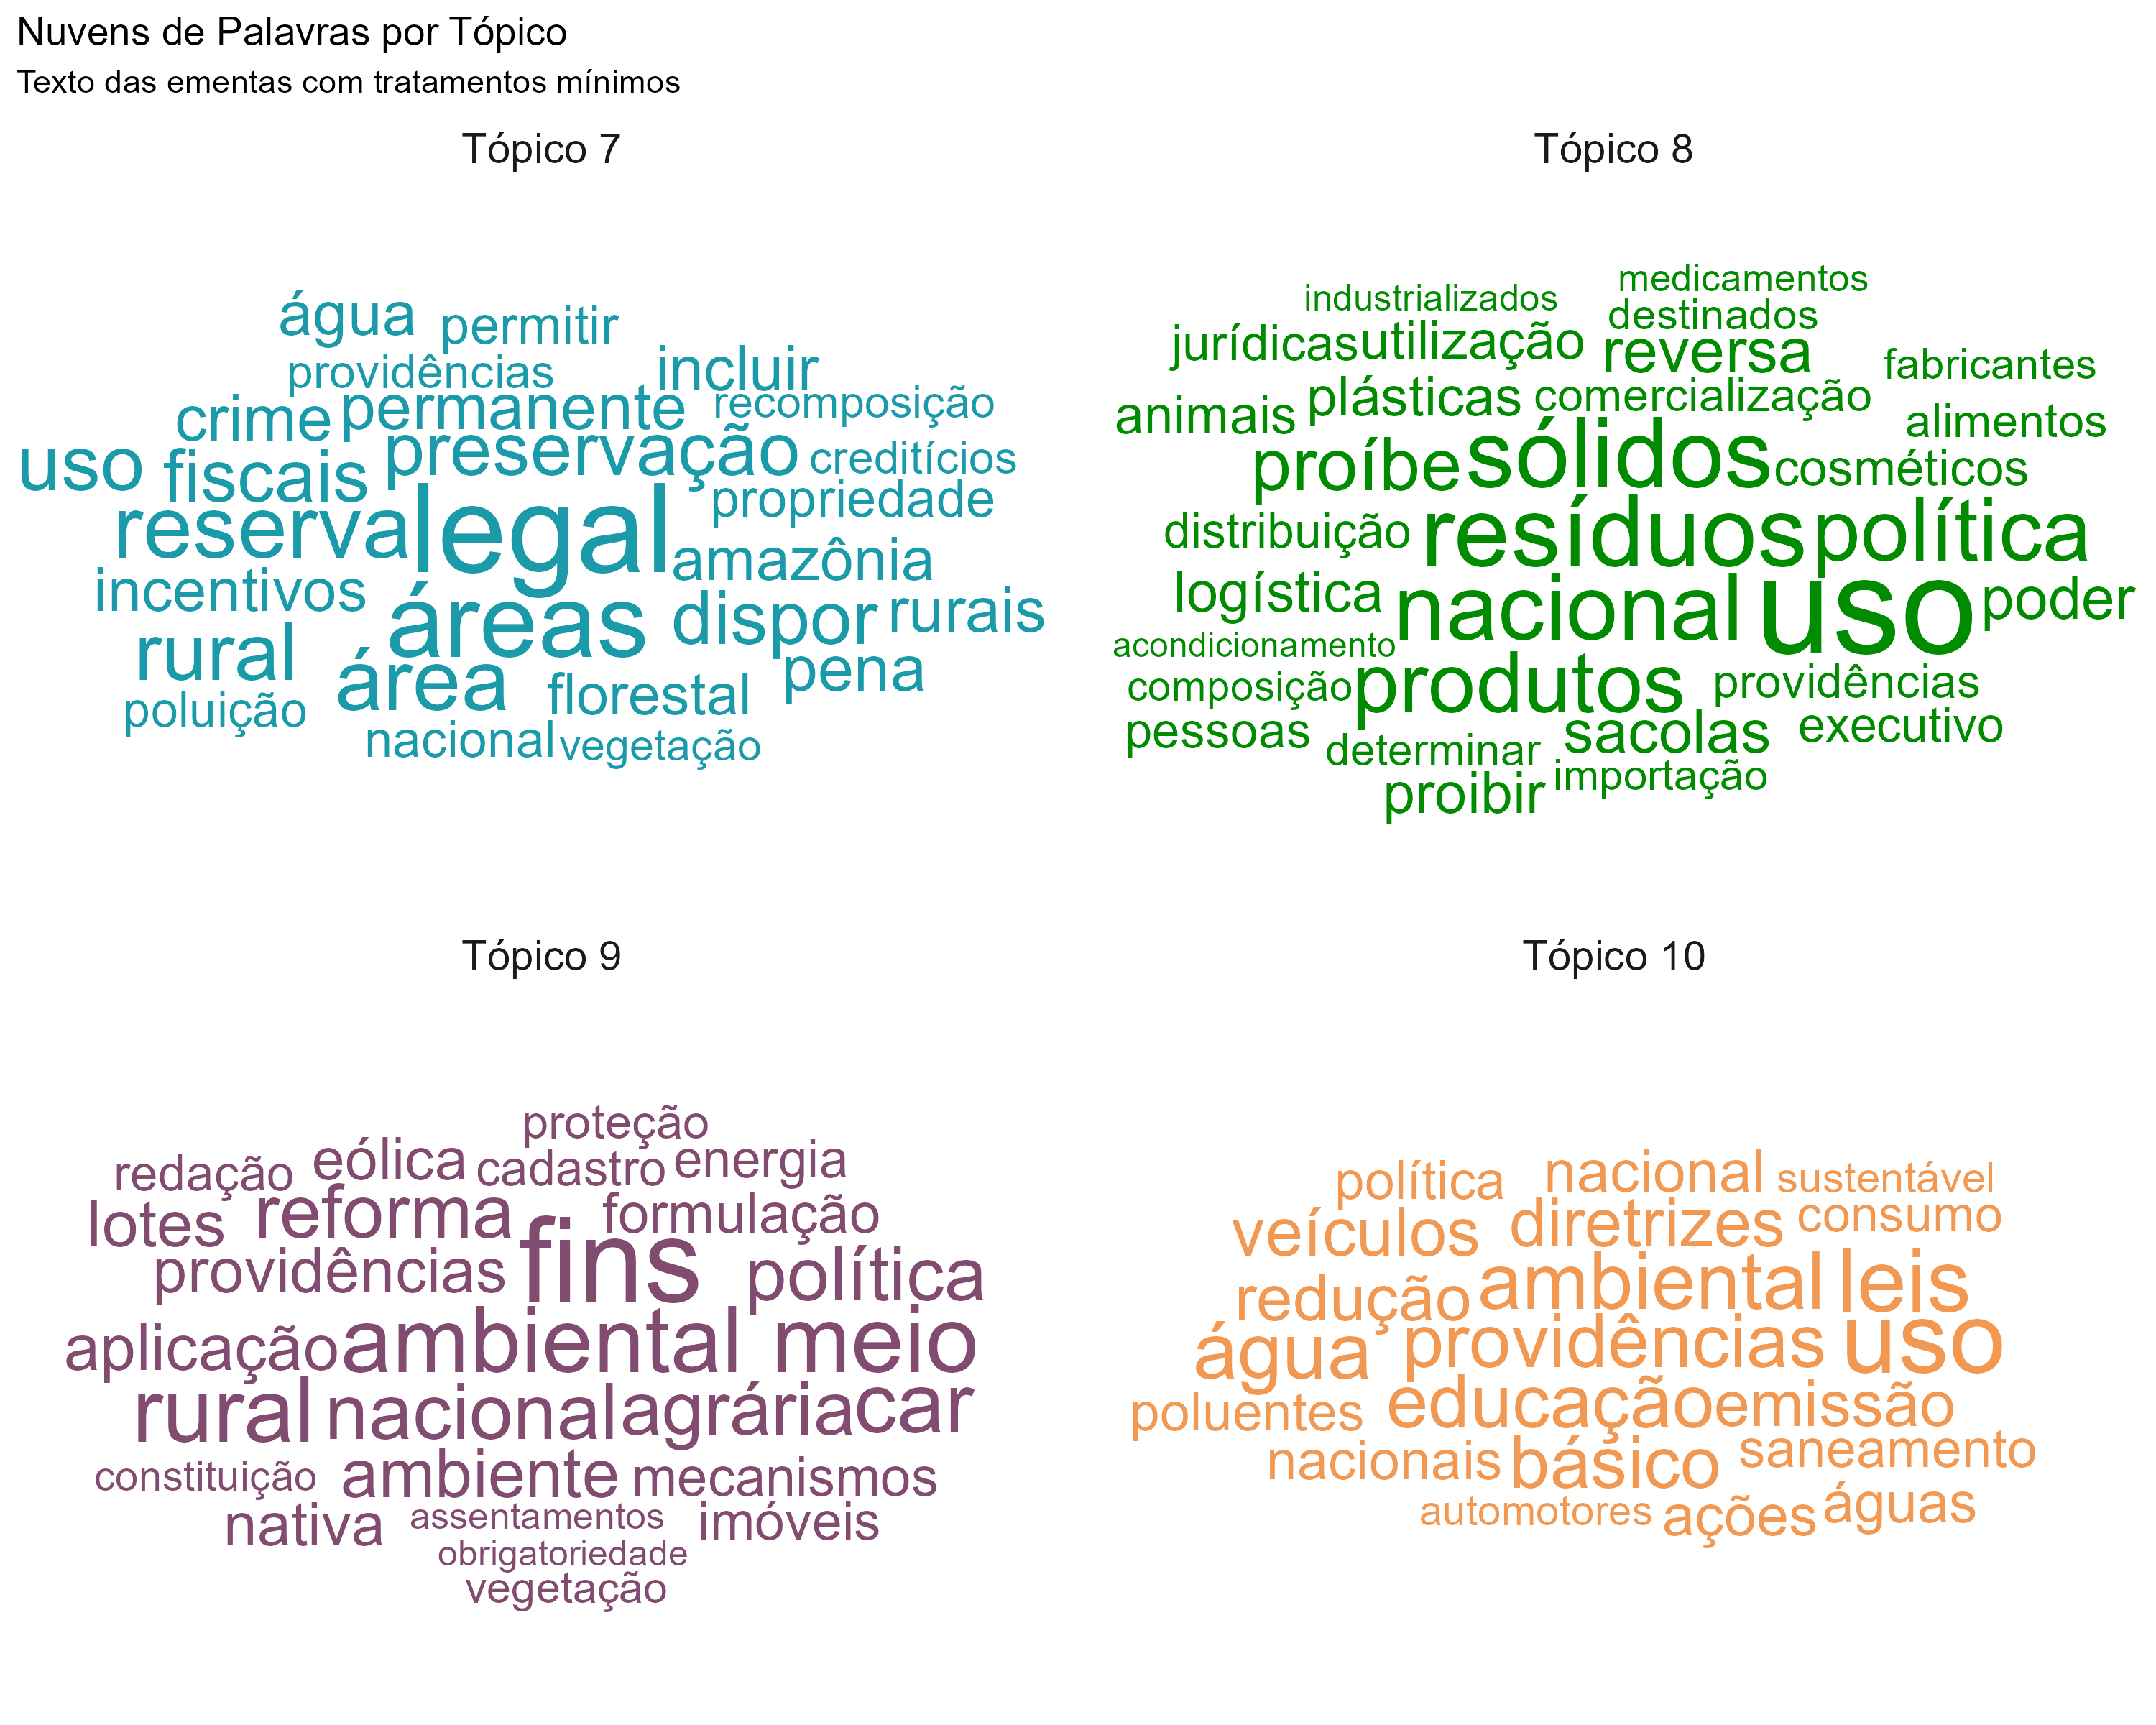 Nuvens de Palavras por Tópico
Texto das ementas com tratamentos mínimos
Tópico 7
água permitir
providências incluir
crime permanente recomposição
uso fiscais preservação creditícios
propriedade
reserva legal
amazônia
incentivos áreas dispor rurais
rural área florestal pena
poluição
nacional vegetação
Tópico 8
medicamentos
industrializados destinados
jurídicas utilização reversa fabricantes
animais plásticas comercialização alimentos
proíbe sólidos cosméticos
distribuição resíduos política
logística nacional uso poder
acondicionamento
composição produtos providências
pessoas determinar sacolas executivo
proibir importação
Tópico 9
proteção
redação eólica cadastro energia
lotes reforma formulação
providências fins política
aplicação ambiental meio
rural nacional agrária car
constituição ambiente mecanismos
nativa assentamentos imóveis
obrigatoriedade
vegetação
Tópico 10
política nacional sustentável
veículos diretrizes consumo
redução ambiental leis
água providências uso
poluentes educação emissão
nacionais básico saneamento
automotores ações águas